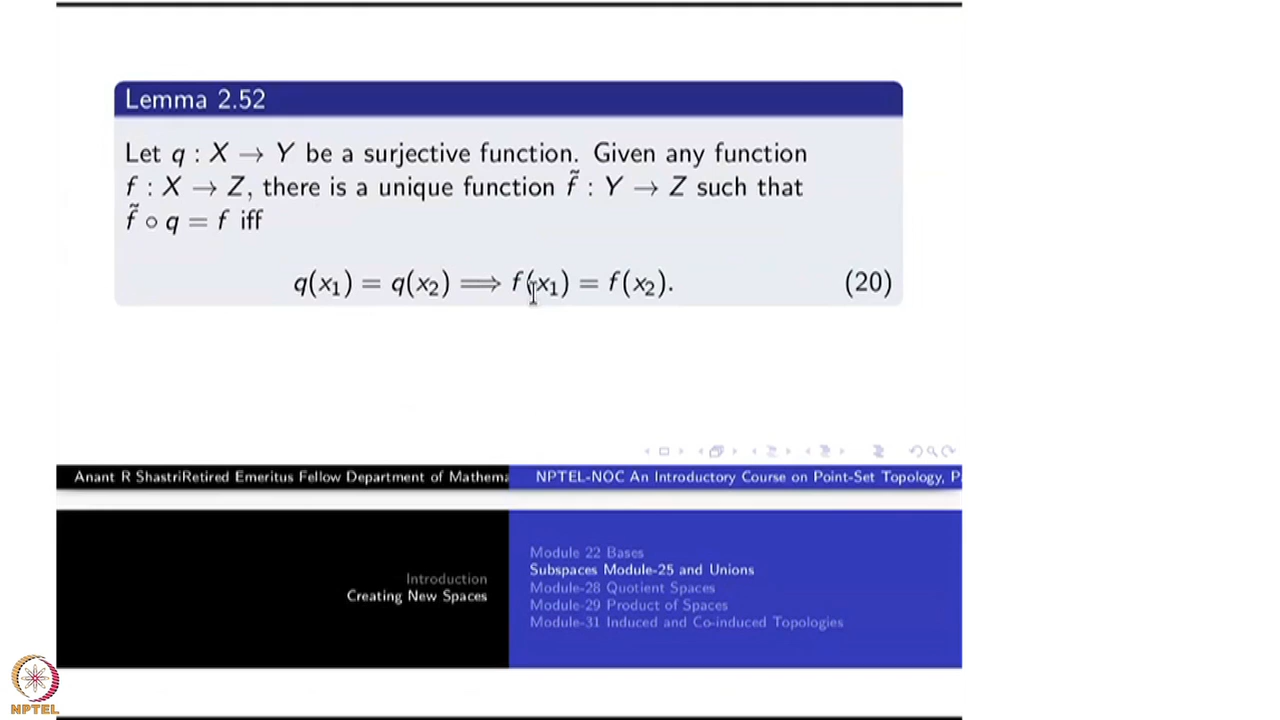 Lemma 2.52
Let q : X → Y be a surjective function. Given any function
f : X → Z, there is a unique function f̃ : Y → Z such that
f̃ ∘ q = f iff
q(x₁) = q(x₂) ⟹ f(x₁) = f(x₂). (20)
Anant R ShastriRetired Emeritus Fellow Department of Mathema
NPTEL-NOC An Introductory Course on Point-Set Topology, P
Introduction
Creating New Spaces
Module 22 Bases
Subspaces Module-25 and Unions
Module-28 Quotient Spaces
Module-29 Product of Spaces
Module-31 Induced and Co-induced Topologies
NPTEL